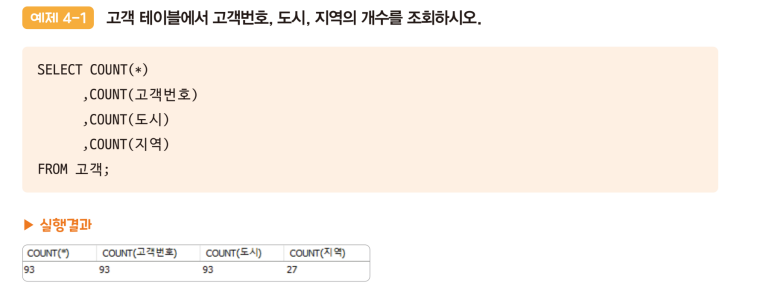 예제 4-1 고객 테이블에서 고객번호, 도시, 지역의 개수를 조회하시오.
SELECT COUNT(*)
,COUNT(고객번호)
,COUNT(도시)
,COUNT(지역)
FROM 고객;
▶ 실행결과
COUNT(*) COUNT(고객번호) COUNT(도시) COUNT(지역)
93 93 93 27